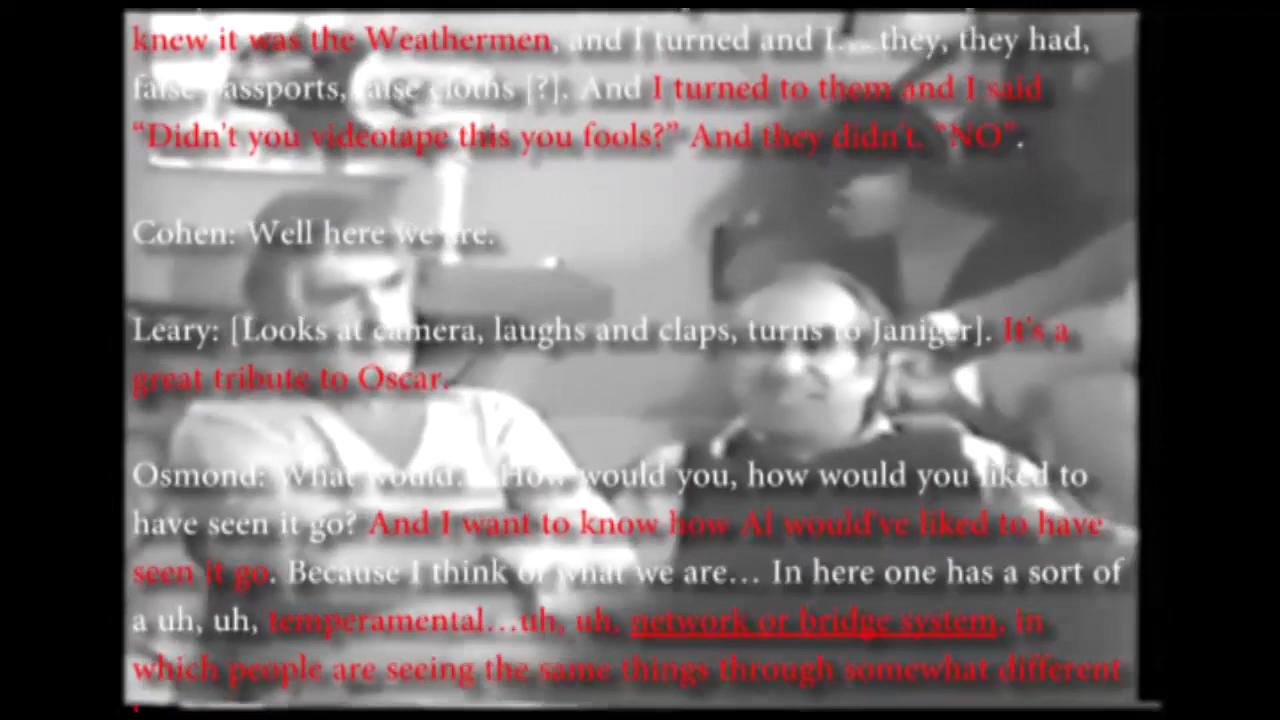 knew it was the Weathermen, and I turned and I… they, they had,
false passports, false cloths [?]. And I turned to them and I said
“Didn't you videotape this you fools?” And they didn't. “NO”.
Cohen: Well here we are.
Leary: [Looks at camera, laughs and claps, turns to Janiger]. It's a
great tribute to Oscar.
Osmond: What would… How would you, how would you liked to
have seen it go? And I want to know how Al would've liked to have
seen it go. Because I think of what we are… In here one has a sort of
a uh, uh, temperamental…uh, uh, network or bridge system, in
which people are seeing the same things through somewhat different